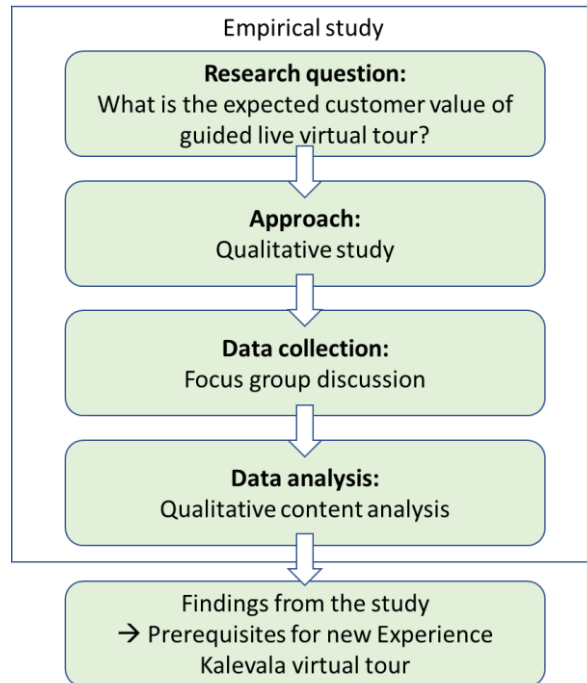 Empirical study
Research question:
What is the expected customer value of
guided live virtual tour?
Approach:
Qualitative study
Data collection:
Focus group discussion
Data analysis:
Qualitative content analysis
Findings from the study
→ Prerequisites for new Experience
Kalevala virtual tour